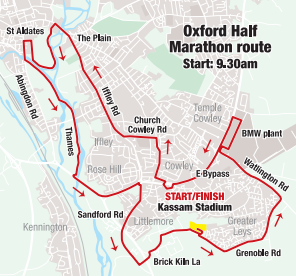 Oxford Half
Marathon route
Start: 9.30am
St Aldates
The Plain
Abingdon Rd
Iffley Rd
Thames
Church
Cowley Rd
Temple
Cowley
BMW plant
Iffley
Rose Hill
Cowley
E-Bypass
Watlington Rd
START/FINISH
Kassam Stadium
Sandford Rd
Littlemore
Greater
Leys
Kennington
Brick Kiln La
Grenoble Rd